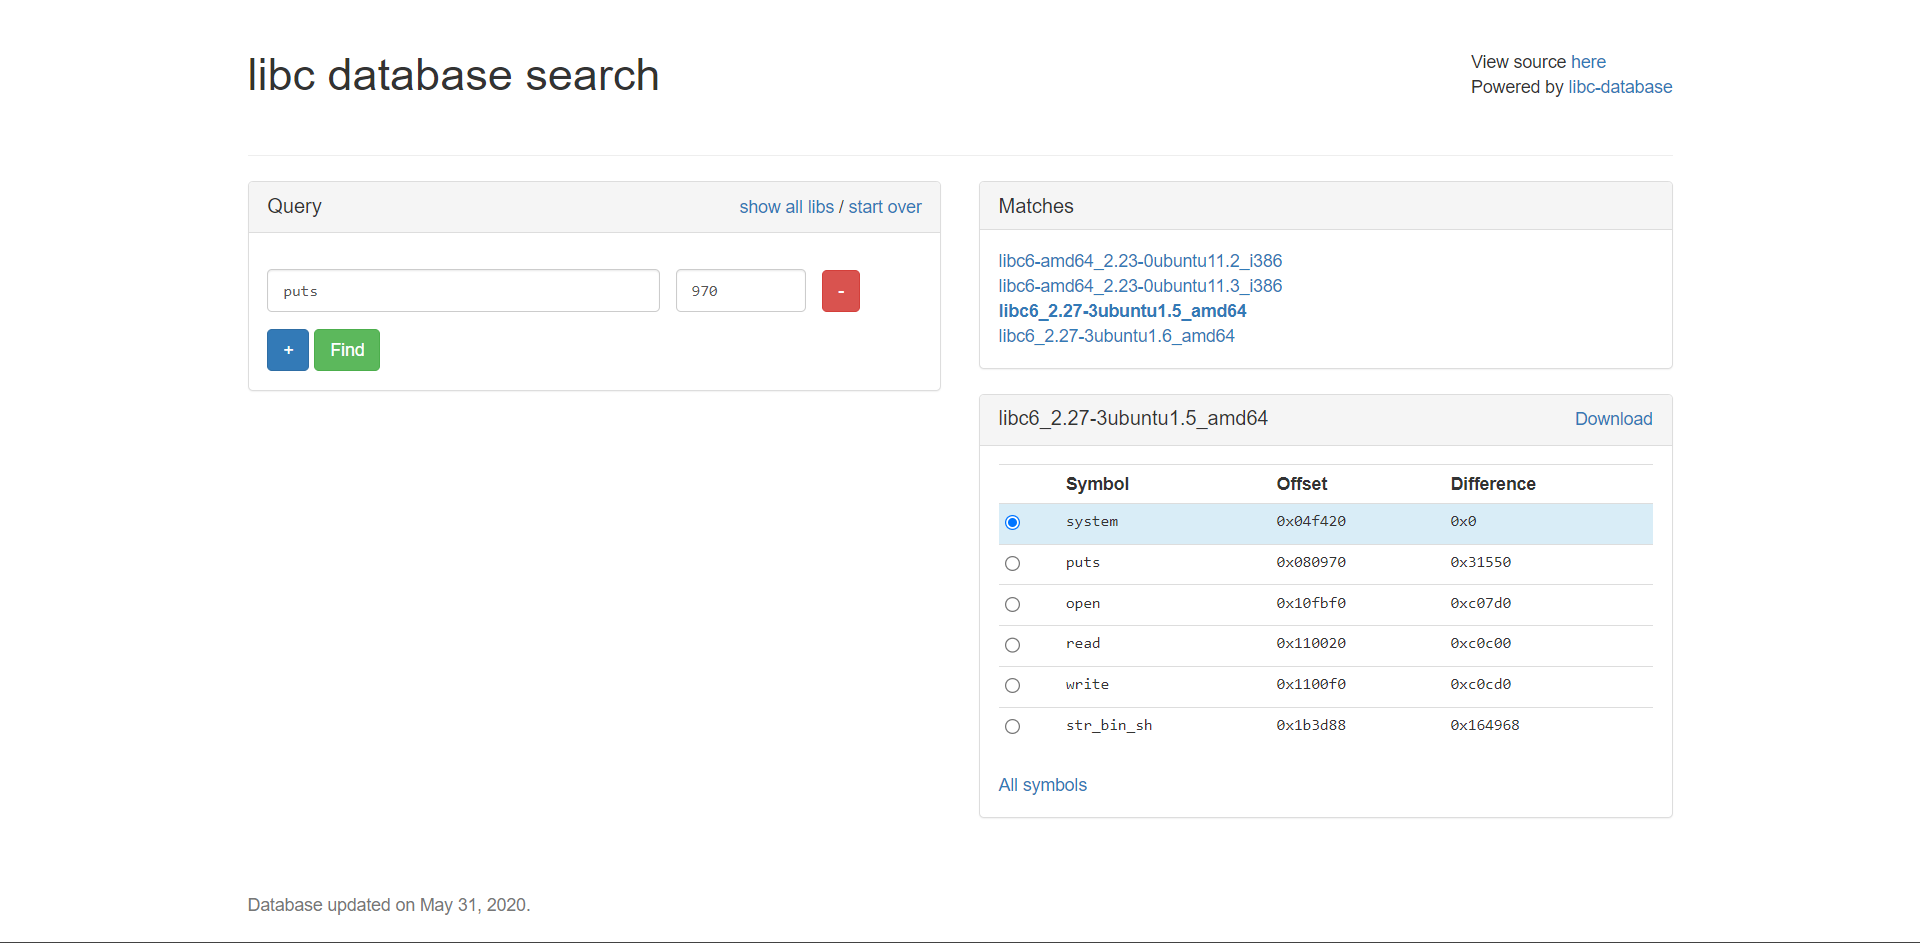 libc database search
View source here
Powered by libc-database
Query
show all libs / start over
puts
970
-
+
Find
Matches
libc6-amd64_2.23-0ubuntu11.2_i386
libc6-amd64_2.23-0ubuntu11.3_i386
libc6_2.27-3ubuntu1.5_amd64
libc6_2.27-3ubuntu1.6_amd64
libc6_2.27-3ubuntu1.5_amd64
Download
Symbol Offset Difference
system 0x04f420 0x0
puts 0x080970 0x31550
open 0x10fbf0 0xc07d0
read 0x110020 0xc0c00
write 0x1100f0 0xc0cd0
str_bin_sh 0x1b3d88 0x164968
All symbols
Database updated on May 31, 2020.